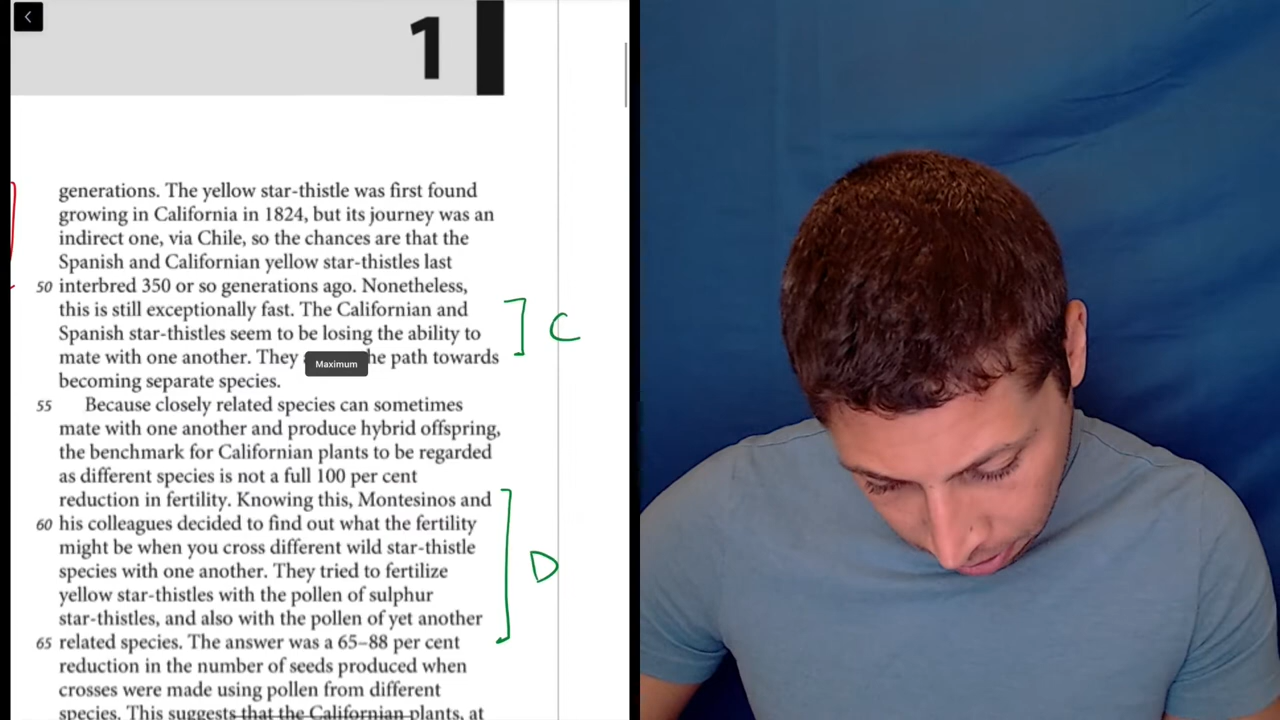 1
generations. The yellow star-thistle was first found
growing in California in 1824, but its journey was an
indirect one, via Chile, so the chances are that the
Spanish and Californian yellow star-thistles last
50 interbred 350 or so generations ago. Nonetheless,
this is still exceptionally fast. The Californian and
Spanish star-thistles seem to be losing the ability to
C
mate with one another. They he path towards
Maximum
becoming separate species.
55 Because closely related species can sometimes
mate with one another and produce hybrid offspring,
the benchmark for Californian plants to be regarded
as different species is not a full 100 per cent
reduction in fertility. Knowing this, Montesinos and
60 his colleagues decided to find out what the fertility
might be when you cross different wild star-thistle
species with one another. They tried to fertilize
D
yellow star-thistles with the pollen of sulphur
star-thistles, and also with the pollen of yet another
65 related species. The answer was a 65–88 per cent
reduction in the number of seeds produced when
crosses were made using pollen from different
species. This suggests that the Californian plants, at